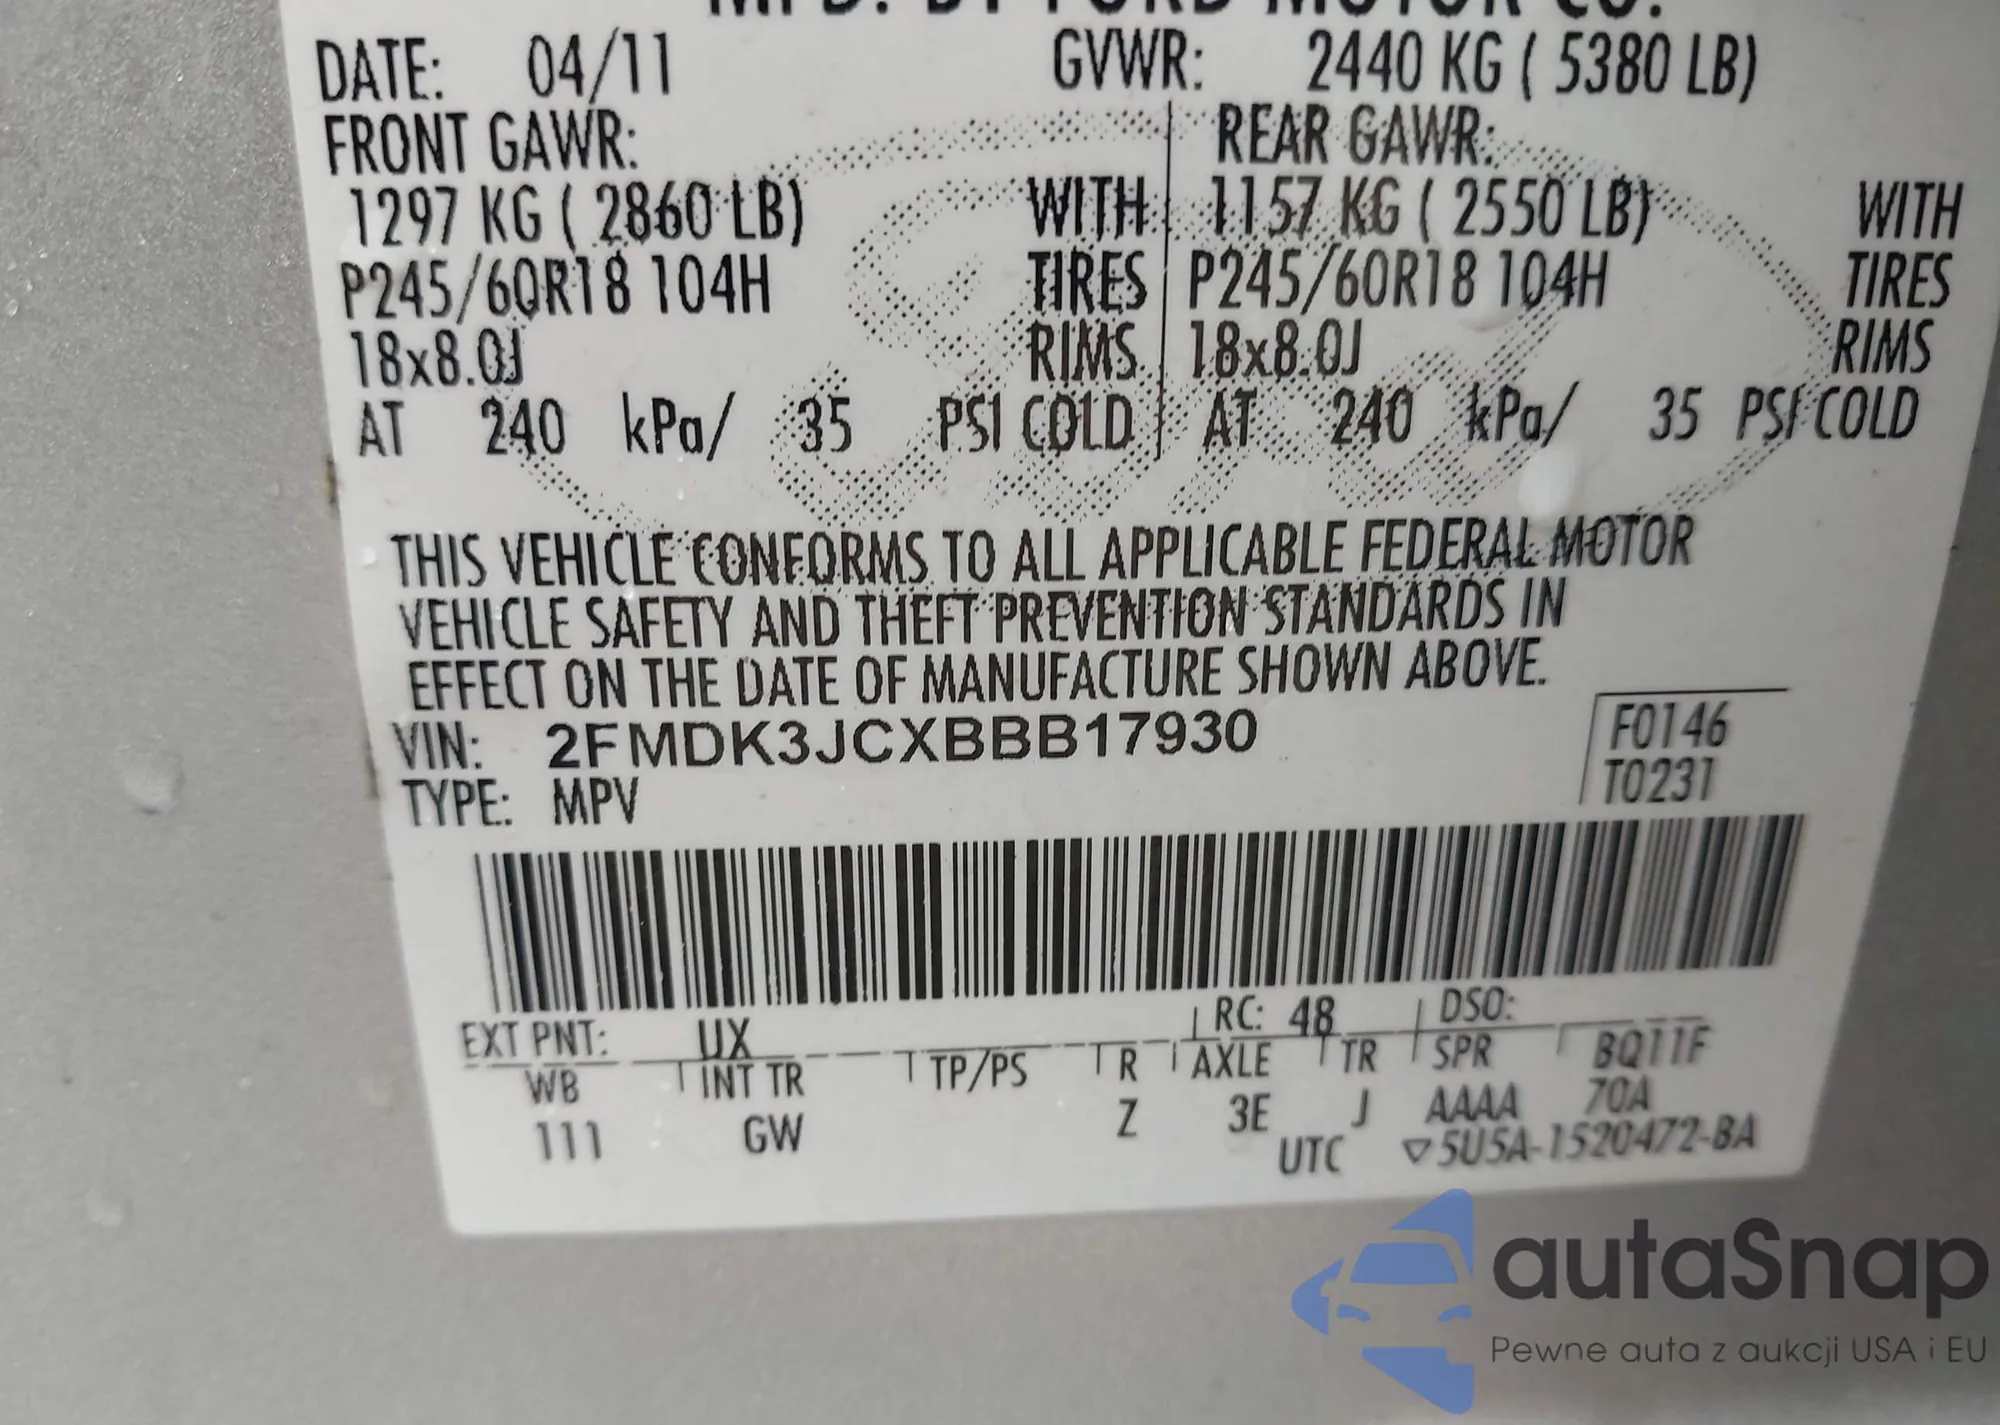 MFD. BY FORD MOTOR CO.
DATE: 04/11 GVWR: 2440 KG ( 5380 LB)
FRONT GAWR: REAR GAWR:
1297 KG ( 2860 LB) WITH 1157 KG ( 2550 LB) WITH
P245/60R18 104H TIRES P245/60R18 104H TIRES
18x8.0J RIMS 18x8.0J RIMS
AT 240 kPa/ 35 PSI COLD AT 240 kPa/ 35 PSI COLD
THIS VEHICLE CONFORMS TO ALL APPLICABLE FEDERAL MOTOR
VEHICLE SAFETY AND THEFT PREVENTION STANDARDS IN
EFFECT ON THE DATE OF MANUFACTURE SHOWN ABOVE.
VIN: 2FMDK3JCXBBB17930 F0146
TYPE: MPV T0231
EXT PNT: UX RC: 48 DSO:
WB INT TR TP/PS R AXLE TR SPR BQ11F
111 GW Z 3E J AAAA 70A
UTC ▽5U5A-1520472-BA
autaSnap
Pewne auta z aukcji USA i EU